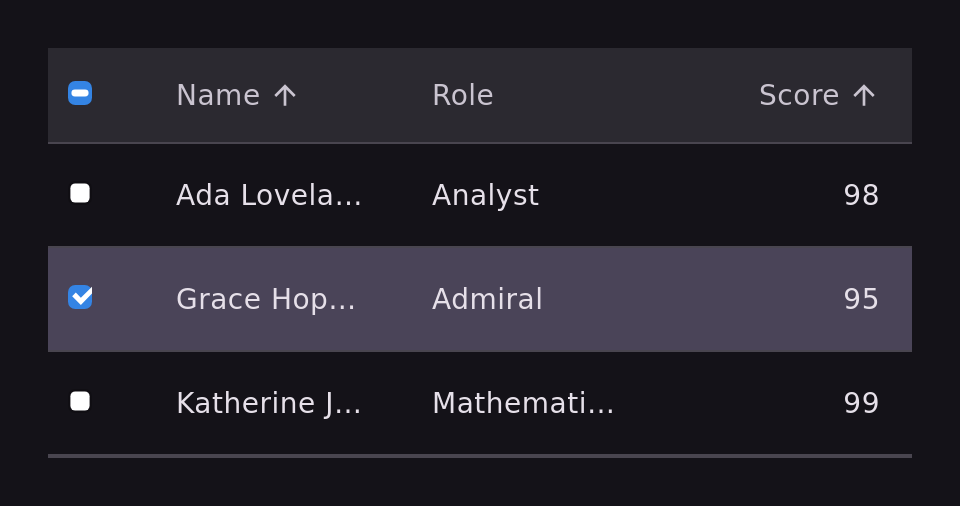 Name ↑ Role Score ↑
Ada Lovela… Analyst 98
Grace Hop… Admiral 95
Katherine J… Mathemati… 99